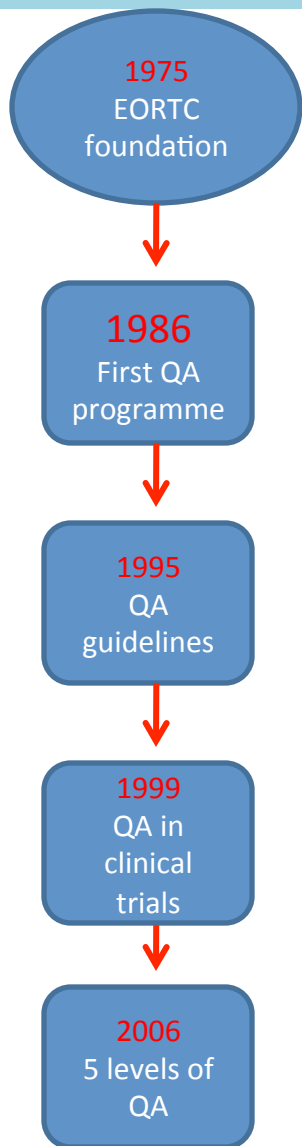 1975
EORTC
foundation
1986
First QA
programme
1995
QA
guidelines
1999
QA in
clinical
trials
2006
5 levels of
QA